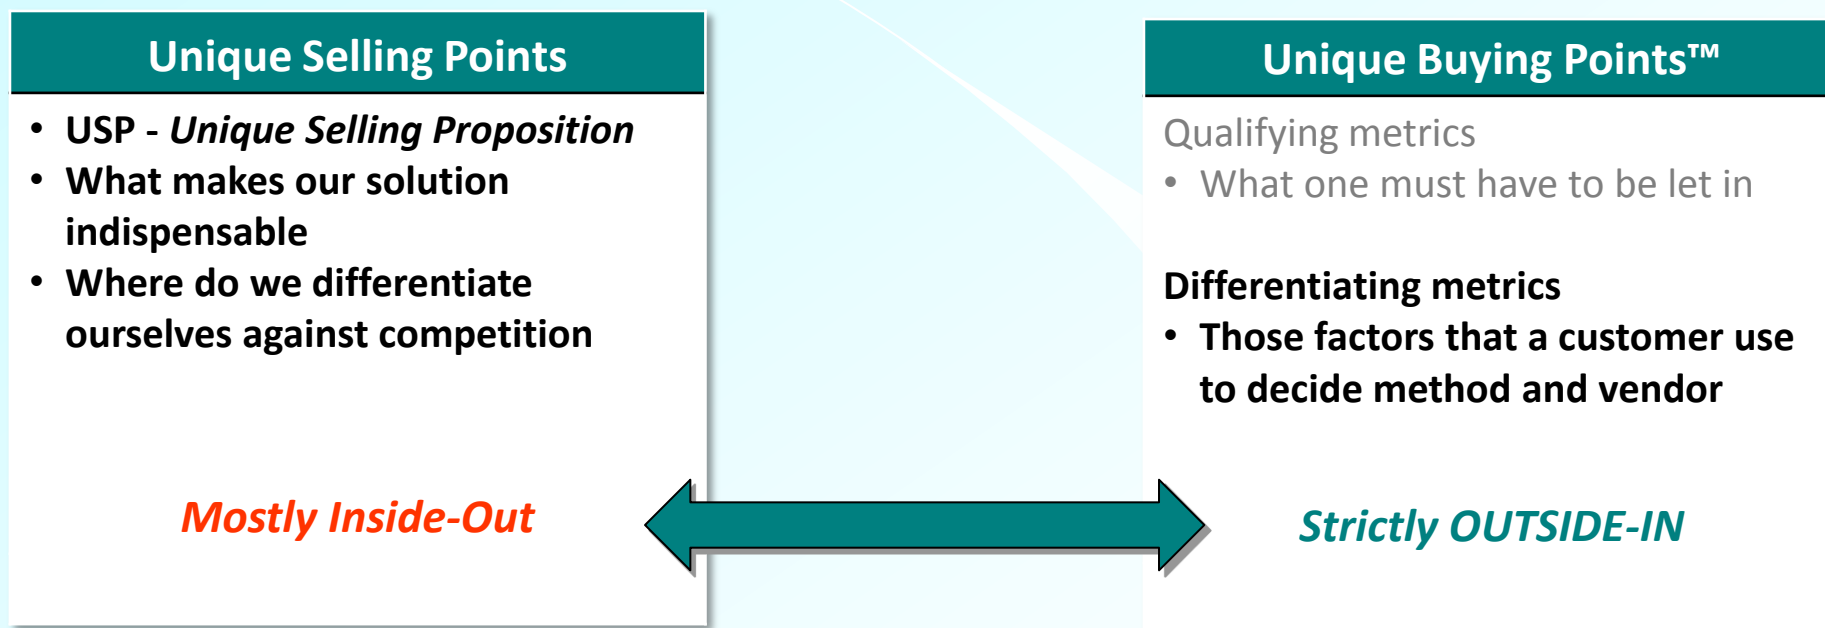 Unique Selling Points
• USP - Unique Selling Proposition
• What makes our solution
indispensable
• Where do we differentiate
ourselves against competition
Mostly Inside-Out
Unique Buying Points™
Qualifying metrics
• What one must have to be let in
Differentiating metrics
• Those factors that a customer use
to decide method and vendor
Strictly OUTSIDE-IN